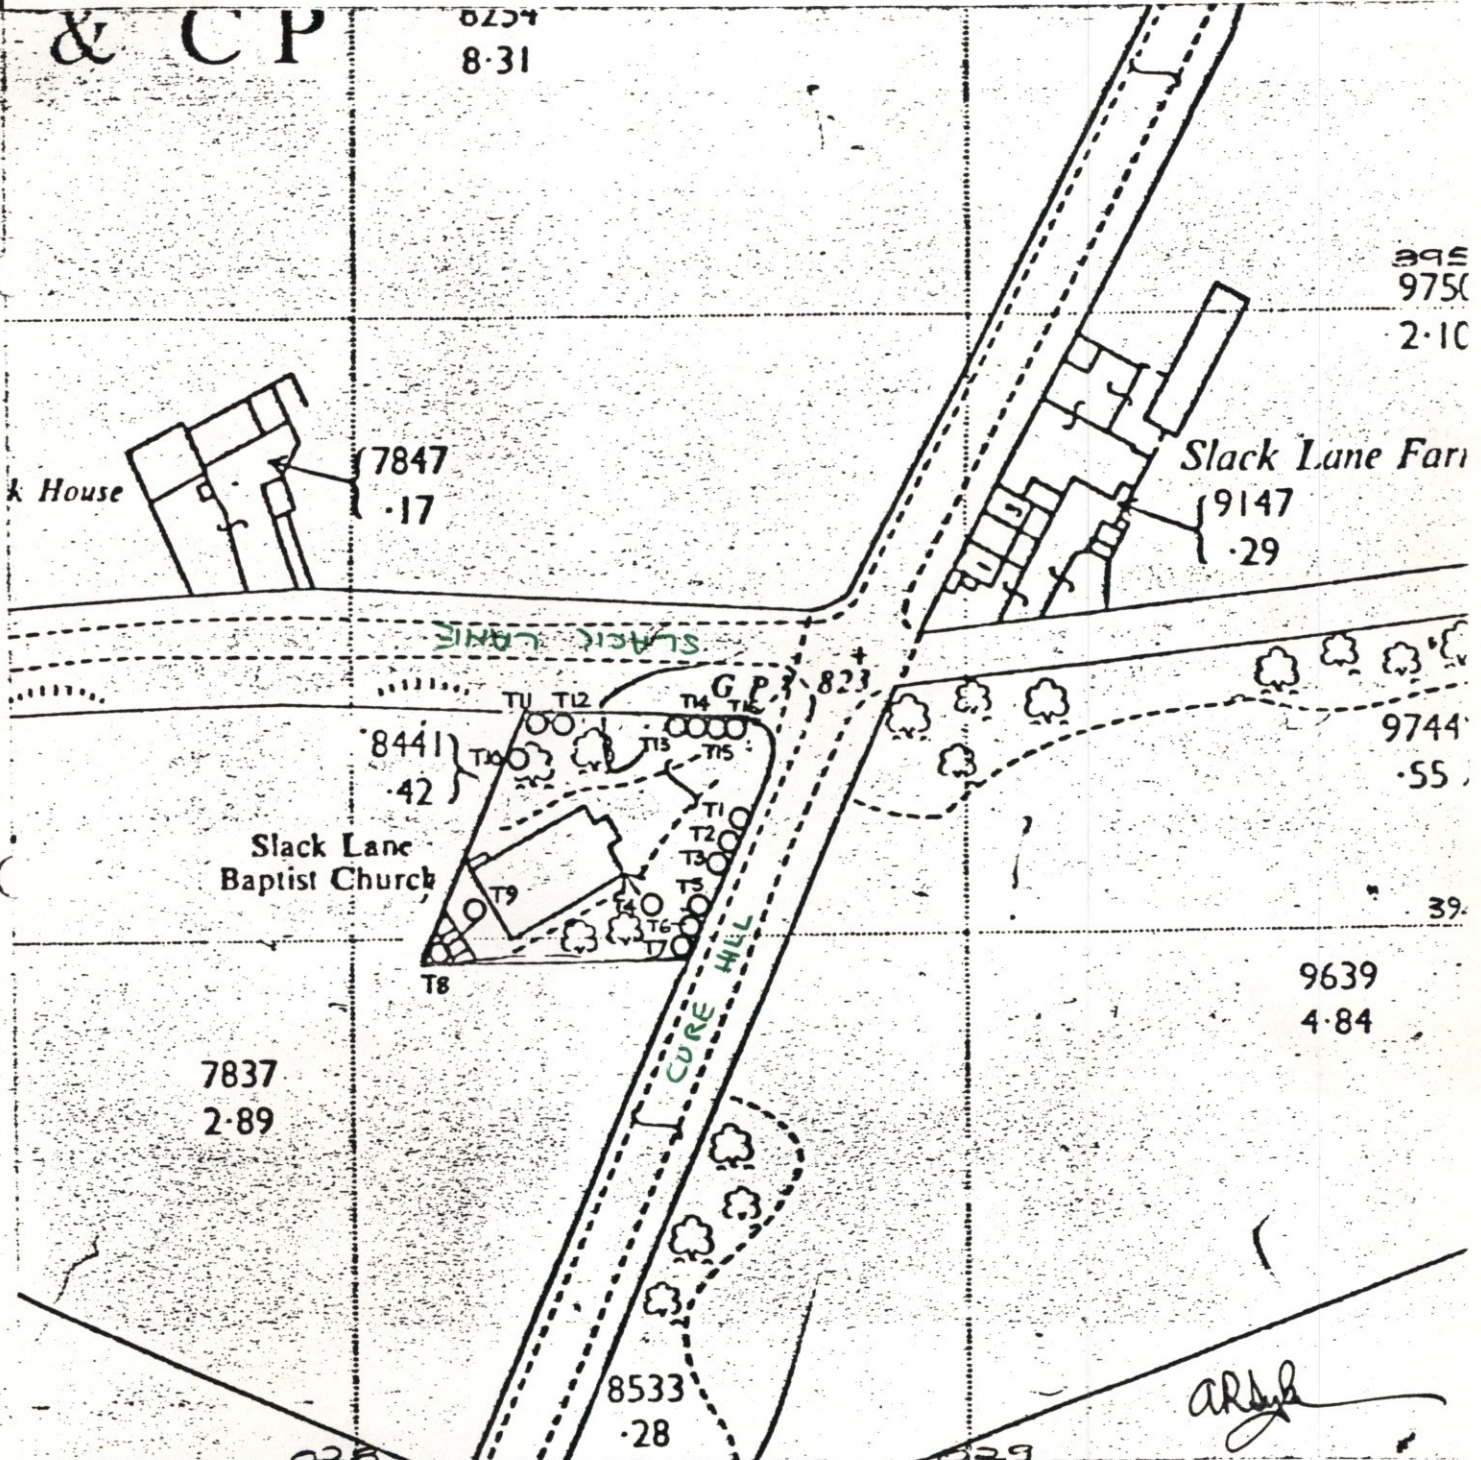 & C P
8254
8·31
9750
2·10
7847
·17
k House
Slack Lane Farm
9147
·29
SLACK LANE
G P
823
T11 T12
T14
T13
T15
T10
8441
·42
9744
·55
T1
T2
T3
Slack Lane
Baptist Church
T9
T5
T4
T6
T7
T8
CURE HILL
39
9639
4·84
7837
2·89
8533
·28